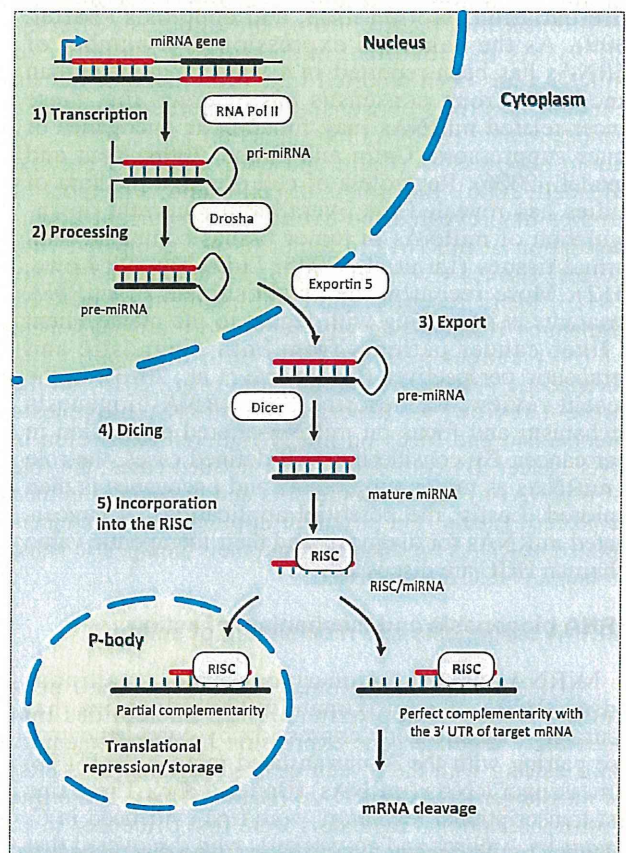 miRNA gene
Nucleus
Cytoplasm
1) Transcription
RNA Pol II
pri-miRNA
Drosha
2) Processing
Exportin 5
pre-miRNA
3) Export
pre-miRNA
Dicer
4) Dicing
mature miRNA
5) Incorporation
into the RISC
RISC
RISC/miRNA
P-body
RISC
RISC
Partial complementarity
Perfect complementarity with
the 3' UTR of target mRNA
Translational
repression/storage
mRNA cleavage